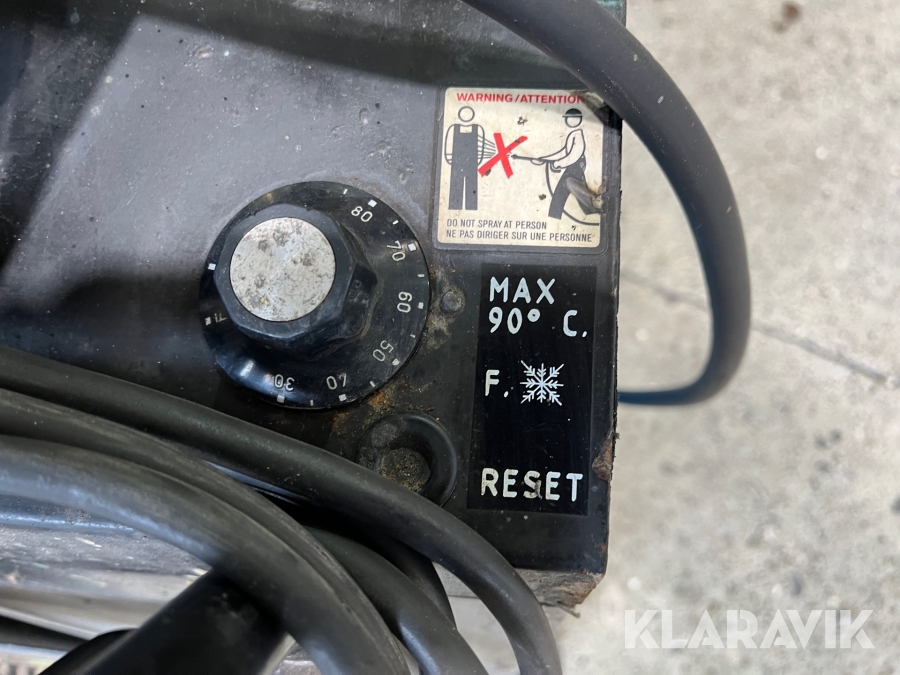 WARNING/ATTENTION
DO NOT SPRAY AT PERSON
NE PAS DIRIGER SUR UNE PERSONNE
80
70
60
50
40
30
MAX
90° C.
F.
RESET
KLARAVIK